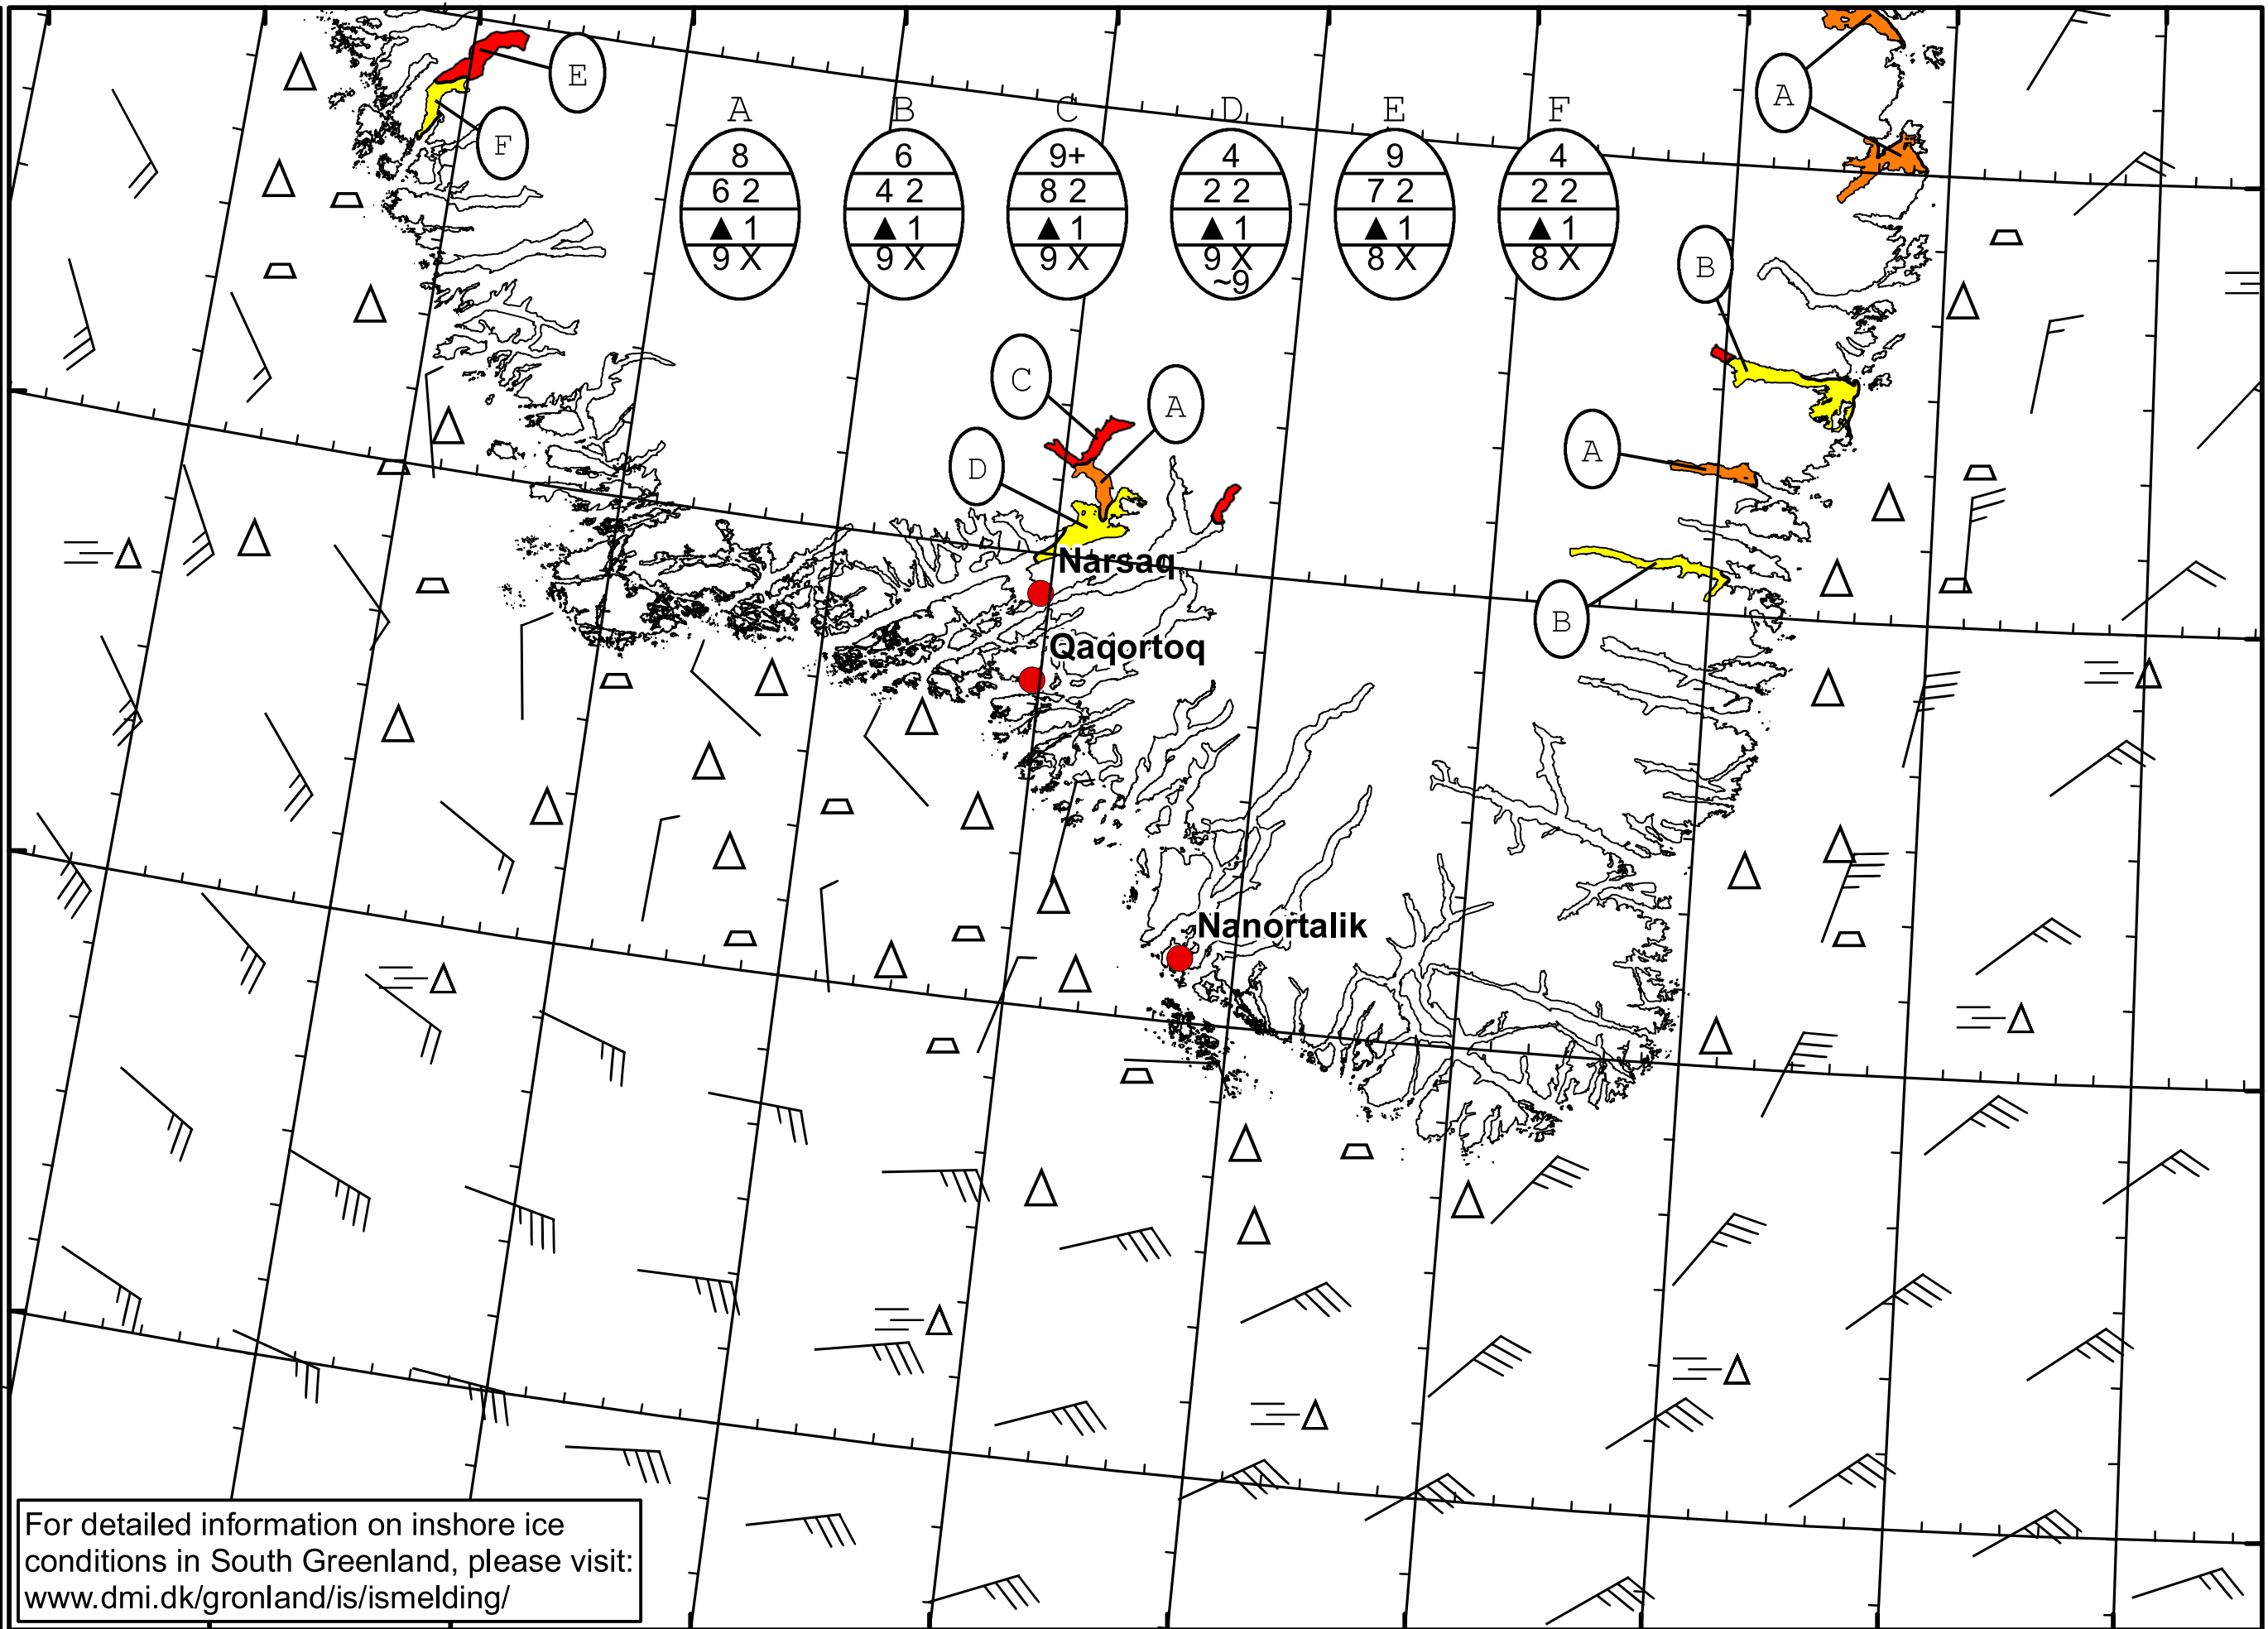 E
A
F
A B C D E F
8 6 9+ 4 9 4
6 2 4 2 8 2 2 2 7 2 2 2
▲ 1 ▲ 1 ▲ 1 ▲ 1 ▲ 1 ▲ 1
9 X 9 X 9 X 9 X 8 X 8 X
~9
B
C
A
A
D
Narsaq
B
Qaqortoq
Nanortalik
For detailed information on inshore ice
conditions in South Greenland, please visit:
www.dmi.dk/gronland/is/ismelding/